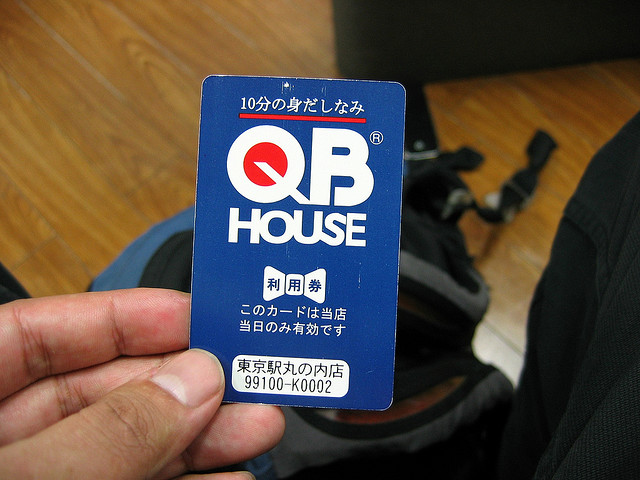 10分の身だしなみ
QB®
HOUSE
利用券
このカードは当店
当日のみ有効です
東京駅丸の内店
99100-K0002